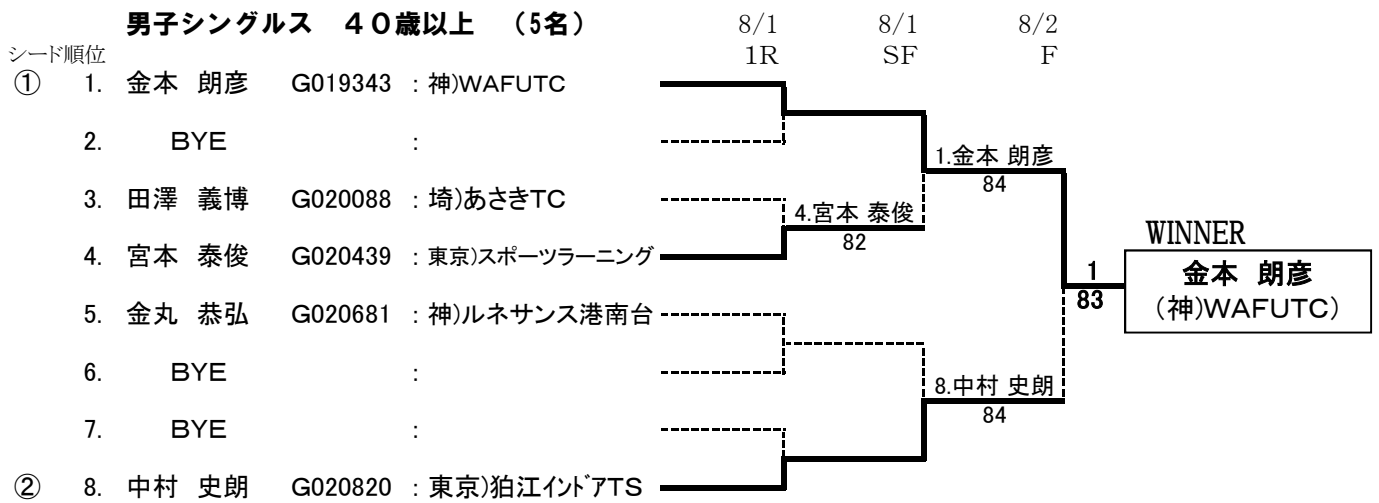 男子シングルス　４０歳以上　（5名）　8/1　8/1　8/2
シード順位　1R　SF　F
①　1.　金本　朗彦　G019343　：神)WAFUTC
2.　BYE　：
1.金本 朗彦
84
3.　田澤　義博　G020088　：埼)あさきTC
4.宮本 泰俊
82
4.　宮本　泰俊　G020439　：東京)スポーツラーニング
WINNER
1　金本　朗彦
83　(神)WAFUTC)
5.　金丸　恭弘　G020681　：神)ルネサンス港南台
6.　BYE　：
8.中村 史朗
84
7.　BYE　：
②　8.　中村　史朗　G020820　：東京)狛江ｲﾝﾄﾞｱTS